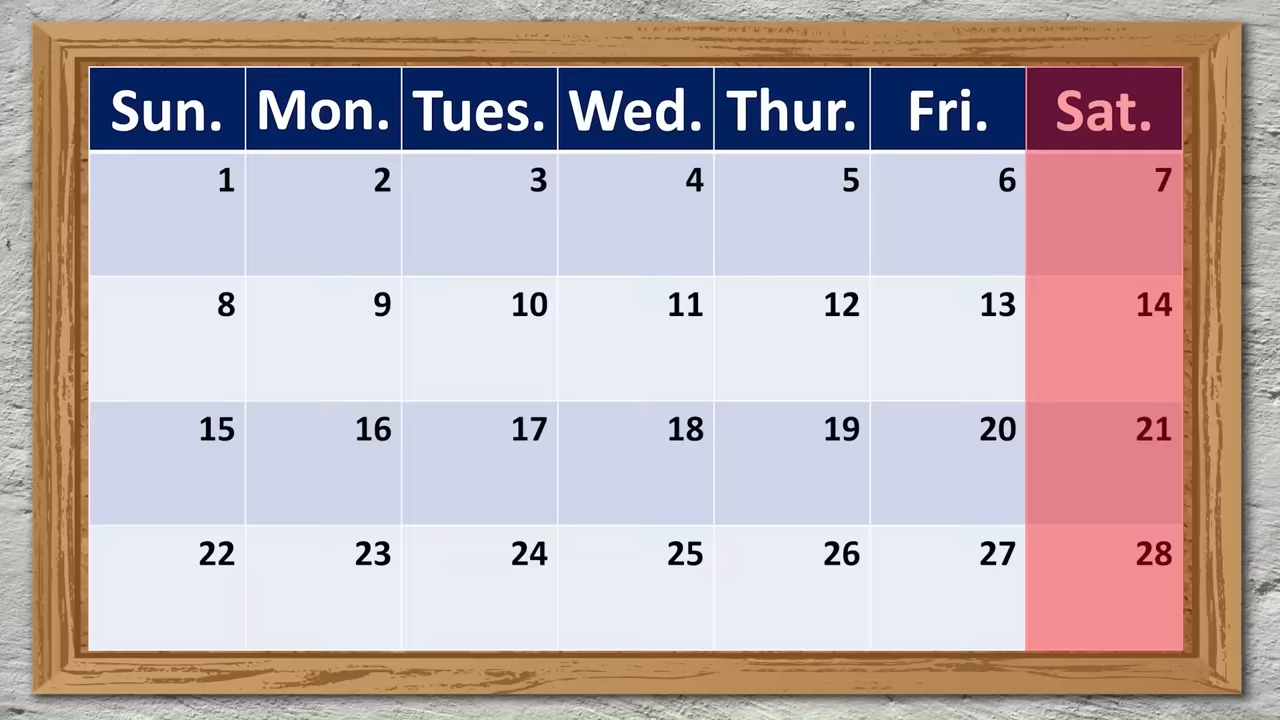 Sun. Mon. Tues. Wed. Thur. Fri. Sat.
1 2 3 4 5 6 7
8 9 10 11 12 13 14
15 16 17 18 19 20 21
22 23 24 25 26 27 28